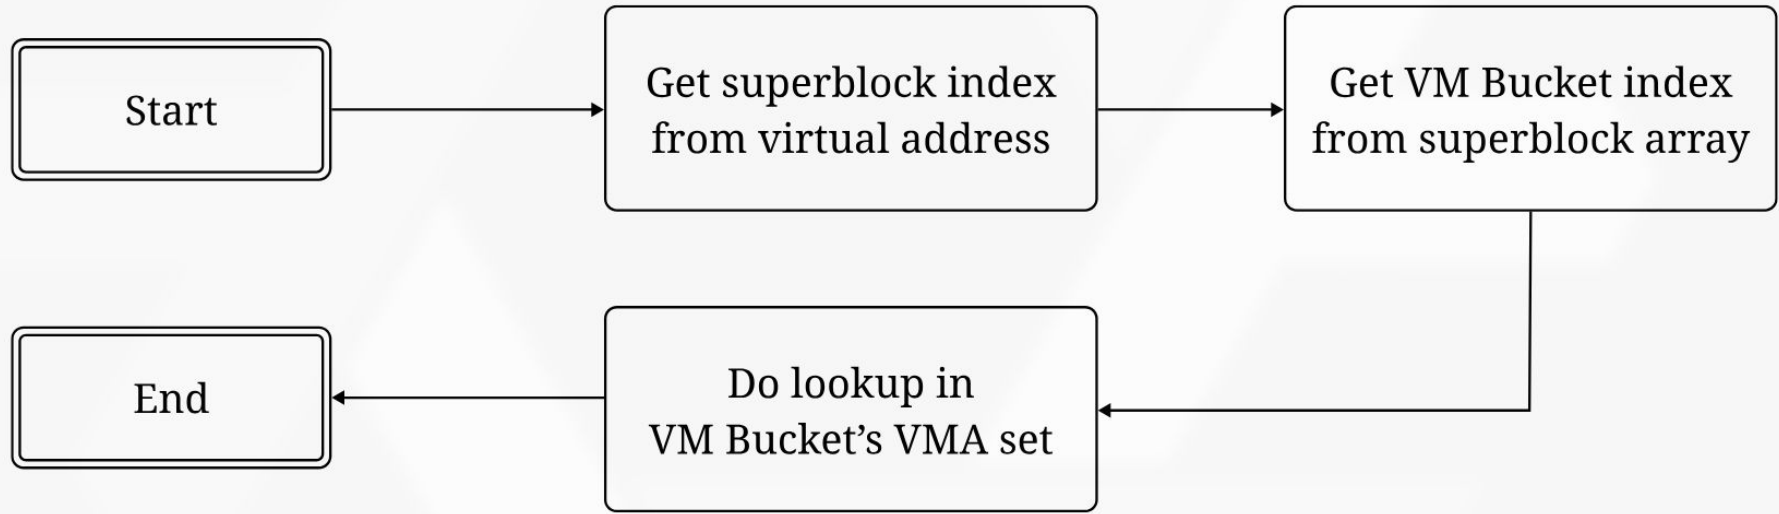 Start
Get superblock index
from virtual address
Get VM Bucket index
from superblock array
Do lookup in
VM Bucket’s VMA set
End